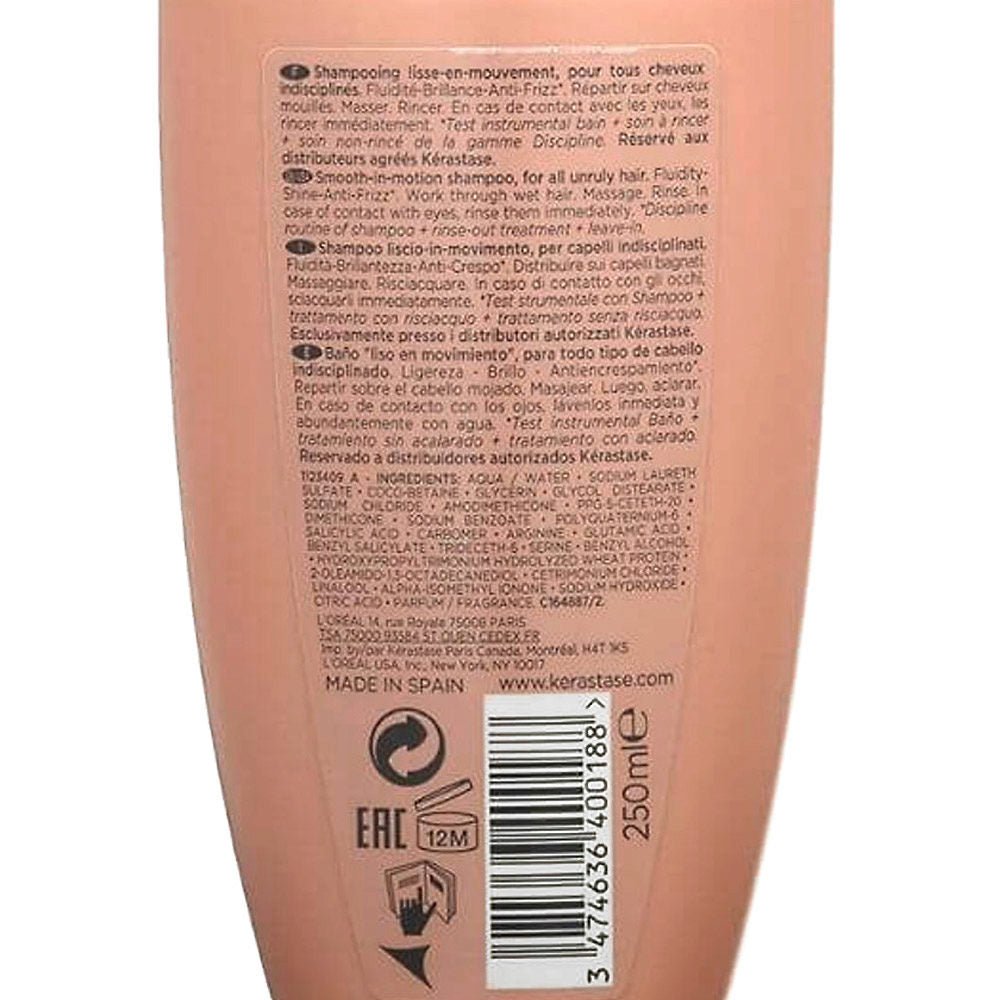 F Shampooing lisse-en-mouvement, pour tous cheveux
indisciplinés. Fluidité-Brillance-Anti-Frizz*. Répartir sur cheveux
mouillés. Masser. Rincer. En cas de contact avec les yeux, les
rincer immédiatement. *Test instrumental bain + soin à rincer
+ soin non-rincé de la gamme Discipline. Réservé aux
distributeurs agréés Kérastase.
Smooth-in-motion shampoo, for all unruly hair. Fluidity-
Shine-Anti-Frizz*. Work through wet hair. Massage. Rinse. In
case of contact with eyes, rinse them immediately. *Discipline
routine of shampoo + rinse-out treatment + leave-in.
I Shampoo liscio-in-movimento, per capelli indisciplinati.
Fluidità-Brillantezza-Anti-Crespo*. Distribuire sui capelli bagnati.
Massaggiare. Risciacquare. In caso di contatto con gli occhi,
sciacquarli immediatamente. *Test strumentale con Shampoo +
trattamento con risciacquo + trattamento senza risciacquo.
Esclusivamente presso i distributori autorizzati Kérastase.
E Baño "liso en movimiento", para todo tipo de cabello
indisciplinado. Ligereza - Brillo - Antiencrespamiento*.
Repartir sobre el cabello mojado. Masajear. Luego, aclarar.
En caso de contacto con los ojos, lávenlos inmediata y
abundantemente con agua. *Test instrumental Baño +
tratamiento sin acalarado + tratamiento con aclarado.
Reservado a distribuidores autorizados Kérastase.
1123409 A - INGREDIENTS: AQUA / WATER • SODIUM LAURETH
SULFATE • COCO-BETAINE • GLYCERIN • GLYCOL DISTEARATE •
SODIUM CHLORIDE • AMODIMETHICONE • PPG-5-CETETH-20 •
DIMETHICONE • SODIUM BENZOATE • POLYQUATERNIUM-6 •
SALICYLIC ACID • CARBOMER • ARGININE • GLUTAMIC ACID •
BENZYL SALICYLATE • TRIDECETH-6 • SERINE • BENZYL ALCOHOL
• HYDROXYPROPYLTRIMONIUM HYDROLYZED WHEAT PROTEIN •
2-OLEAMIDO-1,3-OCTADECANEDIOL • CETRIMONIUM CHLORIDE •
LINALOOL • ALPHA-ISOMETHYL IONONE • SODIUM HYDROXIDE •
CITRIC ACID • PARFUM / FRAGRANCE. C164887/2.
L'ORÉAL 14, rue Royale 75008 PARIS
TSA 75000 93584 ST OUEN CEDEX FR
Imp. by/par Kérastase Paris Canada, Montréal, H4T 1K5
L'ORÉAL USA, Inc., New York, NY 10017
MADE IN SPAIN www.kerastase.com
EAC
12M
3 474636 400188 >
250 ml e